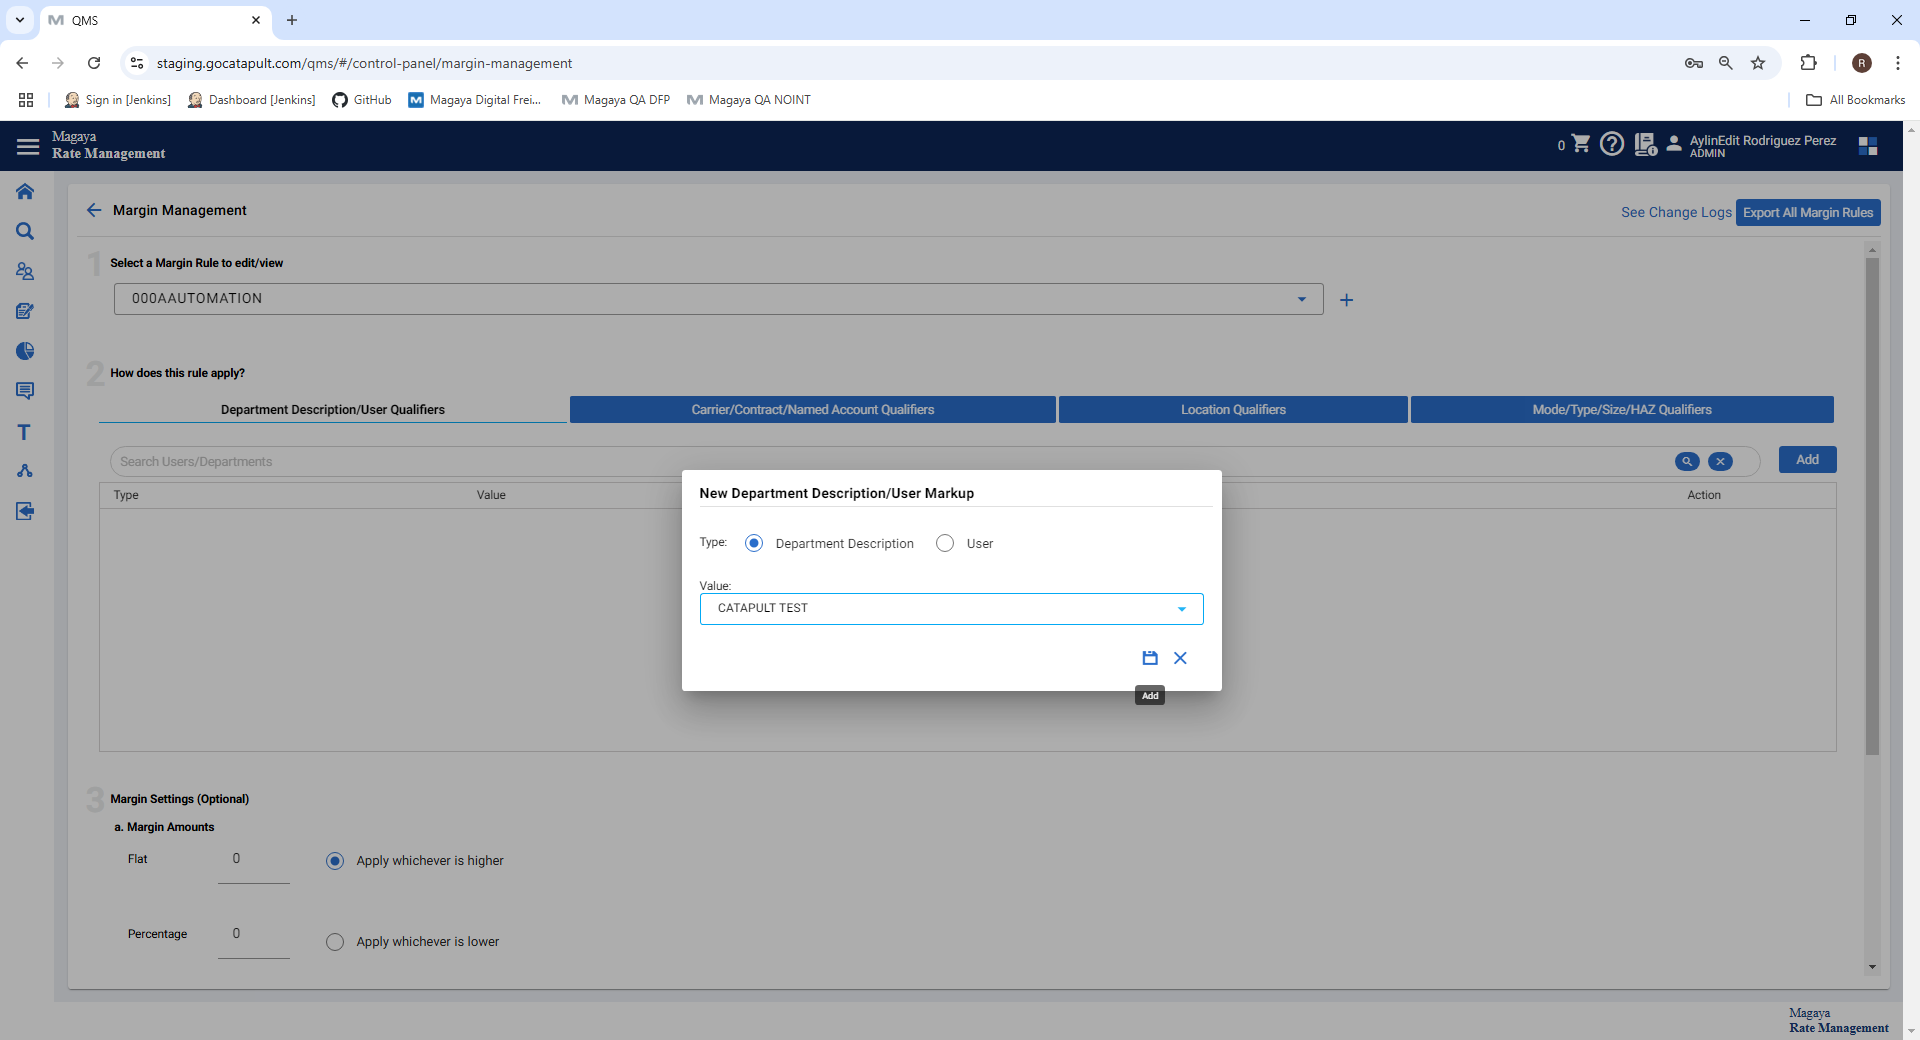 QMS
staging.gocatapult.com/qms/#/control-panel/margin-management
R
Sign in [Jenkins]
Dashboard [Jenkins]
GitHub
Magaya Digital Frei...
Magaya QA DFP
Magaya QA NOINT
All Bookmarks
Magaya
Rate Management
0
AylinEdit Rodriguez Perez
ADMIN
Margin Management
See Change Logs
Export All Margin Rules
1 Select a Margin Rule to edit/view
000AAUTOMATION
2 How does this rule apply?
Department Description/User Qualifiers
Carrier/Contract/Named Account Qualifiers
Location Qualifiers
Mode/Type/Size/HAZ Qualifiers
Search Users/Departments
Add
Type
Value
Action
New Department Description/User Markup
Type:
Department Description
User
Value:
CATAPULT TEST
Add
3 Margin Settings (Optional)
a. Margin Amounts
Flat
0
Apply whichever is higher
Percentage
0
Apply whichever is lower
Magaya
Rate Management